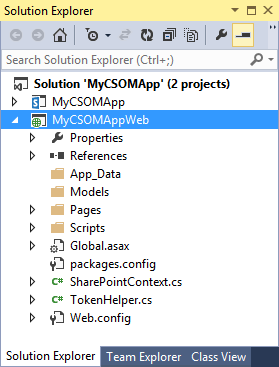 Solution Explorer
Search Solution Explorer (Ctrl+;)
Solution 'MyCSOMApp' (2 projects)
MyCSOMApp
MyCSOMAppWeb
Properties
References
App_Data
Models
Pages
Scripts
Global.asax
packages.config
C# SharePointContext.cs
C# TokenHelper.cs
Web.config
Solution Explorer Team Explorer Class View